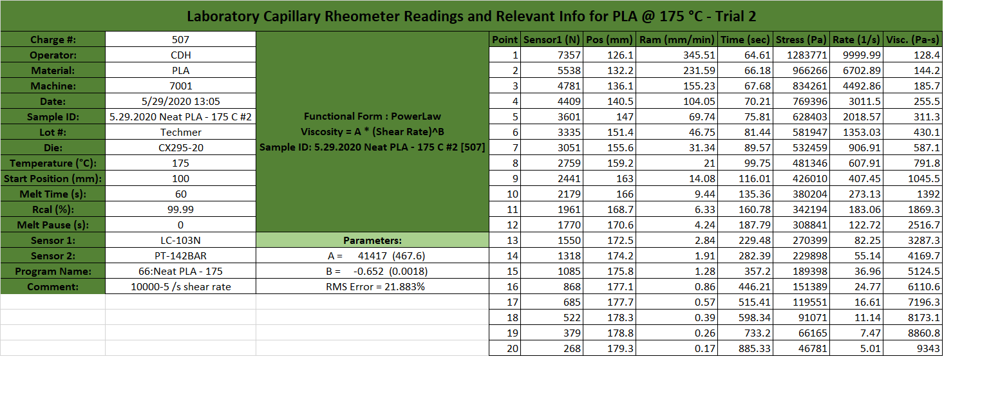 Laboratory Capillary Rheometer Readings and Relevant Info for PLA @ 175 °C - Trial 2
Charge #: 507
Operator: CDH
Material: PLA
Machine: 7001
Date: 5/29/2020 13:05
Sample ID: 5.29.2020 Neat PLA - 175 C #2
Lot #: Techmer
Die: CX295-20
Temperature (°C): 175
Start Position (mm): 100
Melt Time (s): 60
Rcal (%): 99.99
Melt Pause (s): 0
Sensor 1: LC-103N
Sensor 2: PT-142BAR
Program Name: 66:Neat PLA - 175
Comment: 10000-5 /s shear rate
Functional Form : PowerLaw
Viscosity = A * (Shear Rate)^B
Sample ID: 5.29.2020 Neat PLA - 175 C #2 [507]
Parameters:
A = 41417 (467.6)
B = -0.652 (0.0018)
RMS Error = 21.883%
Point Sensor1 (N) Pos (mm) Ram (mm/min) Time (sec) Stress (Pa) Rate (1/s) Visc. (Pa-s)
1 7357 126.1 345.51 64.61 1283771 9999.99 128.4
2 5538 132.2 231.59 66.18 966266 6702.89 144.2
3 4781 136.1 155.23 67.68 834261 4492.86 185.7
4 4409 140.5 104.05 70.21 769396 3011.5 255.5
5 3601 147 69.74 75.81 628403 2018.57 311.3
6 3335 151.4 46.75 81.44 581947 1353.03 430.1
7 3051 155.6 31.34 89.57 532459 906.91 587.1
8 2759 159.2 21 99.75 481346 607.91 791.8
9 2441 163 14.08 116.01 426010 407.45 1045.5
10 2179 166 9.44 135.36 380204 273.13 1392
11 1961 168.7 6.33 160.78 342194 183.06 1869.3
12 1770 170.6 4.24 187.79 308841 122.72 2516.7
13 1550 172.5 2.84 229.48 270399 82.25 3287.3
14 1318 174.2 1.91 282.39 229898 55.14 4169.7
15 1085 175.8 1.28 357.2 189398 36.96 5124.5
16 868 177.1 0.86 446.21 151389 24.77 6110.6
17 685 177.7 0.57 515.41 119551 16.61 7196.3
18 522 178.3 0.39 598.34 91071 11.14 8173.1
19 379 178.8 0.26 733.2 66165 7.47 8860.8
20 268 179.3 0.17 885.33 46781 5.01 9343